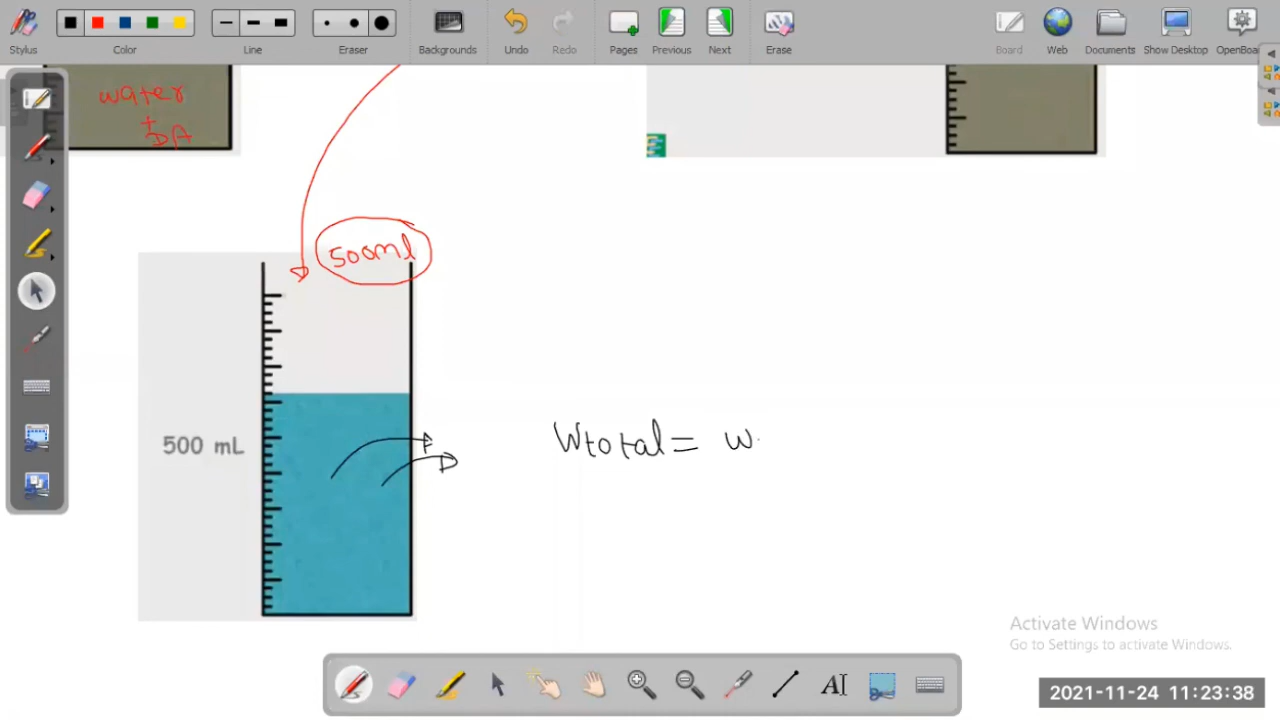 Stylus Color Line Eraser Backgrounds Undo Redo Pages Previous Next Erase Board Web Documents Show Desktop OpenBoa
water
+
DA
500ml
500 mL
Wtotal = w
Activate Windows
Go to Settings to activate Windows.
2021-11-24 11:23:38